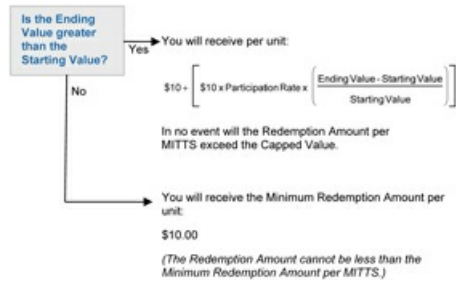 Is the Ending
Value greater
than the
Starting Value?
Yes
You will receive per unit:
$10 + [ $10 x Participation Rate x ( Ending Value - Starting Value
Starting Value ) ]
In no event will the Redemption Amount per
MITTS exceed the Capped Value.
No
You will receive the Minimum Redemption Amount per
unit:
$10.00
(The Redemption Amount cannot be less than the
Minimum Redemption Amount per MITTS.)